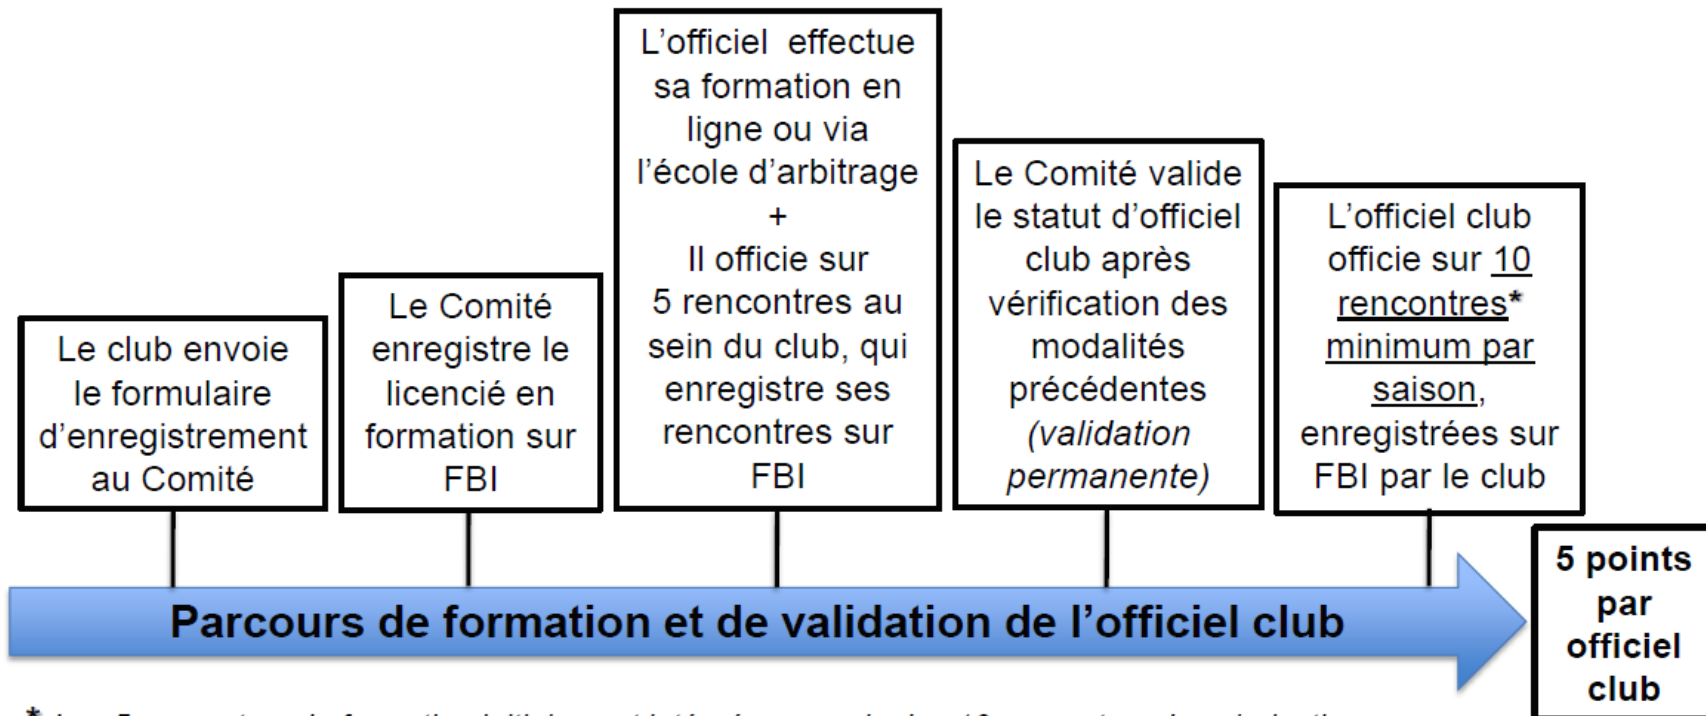 Le club envoie
le formulaire
d'enregistrement
au Comité
Le Comité
enregistre le
licencié en
formation sur
FBI
L'officiel effectue
sa formation en
ligne ou via
l'école d'arbitrage
+
Il officie sur
5 rencontres au
sein du club, qui
enregistre ses
rencontres sur
FBI
Le Comité valide
le statut d'officiel
club après
vérification des
modalités
précédentes
(validation
permanente)
L'officiel club
officie sur 10
rencontres*
minimum par
saison,
enregistrées sur
FBI par le club
Parcours de formation et de validation de l'officiel club
5 points
par
officiel
club
*